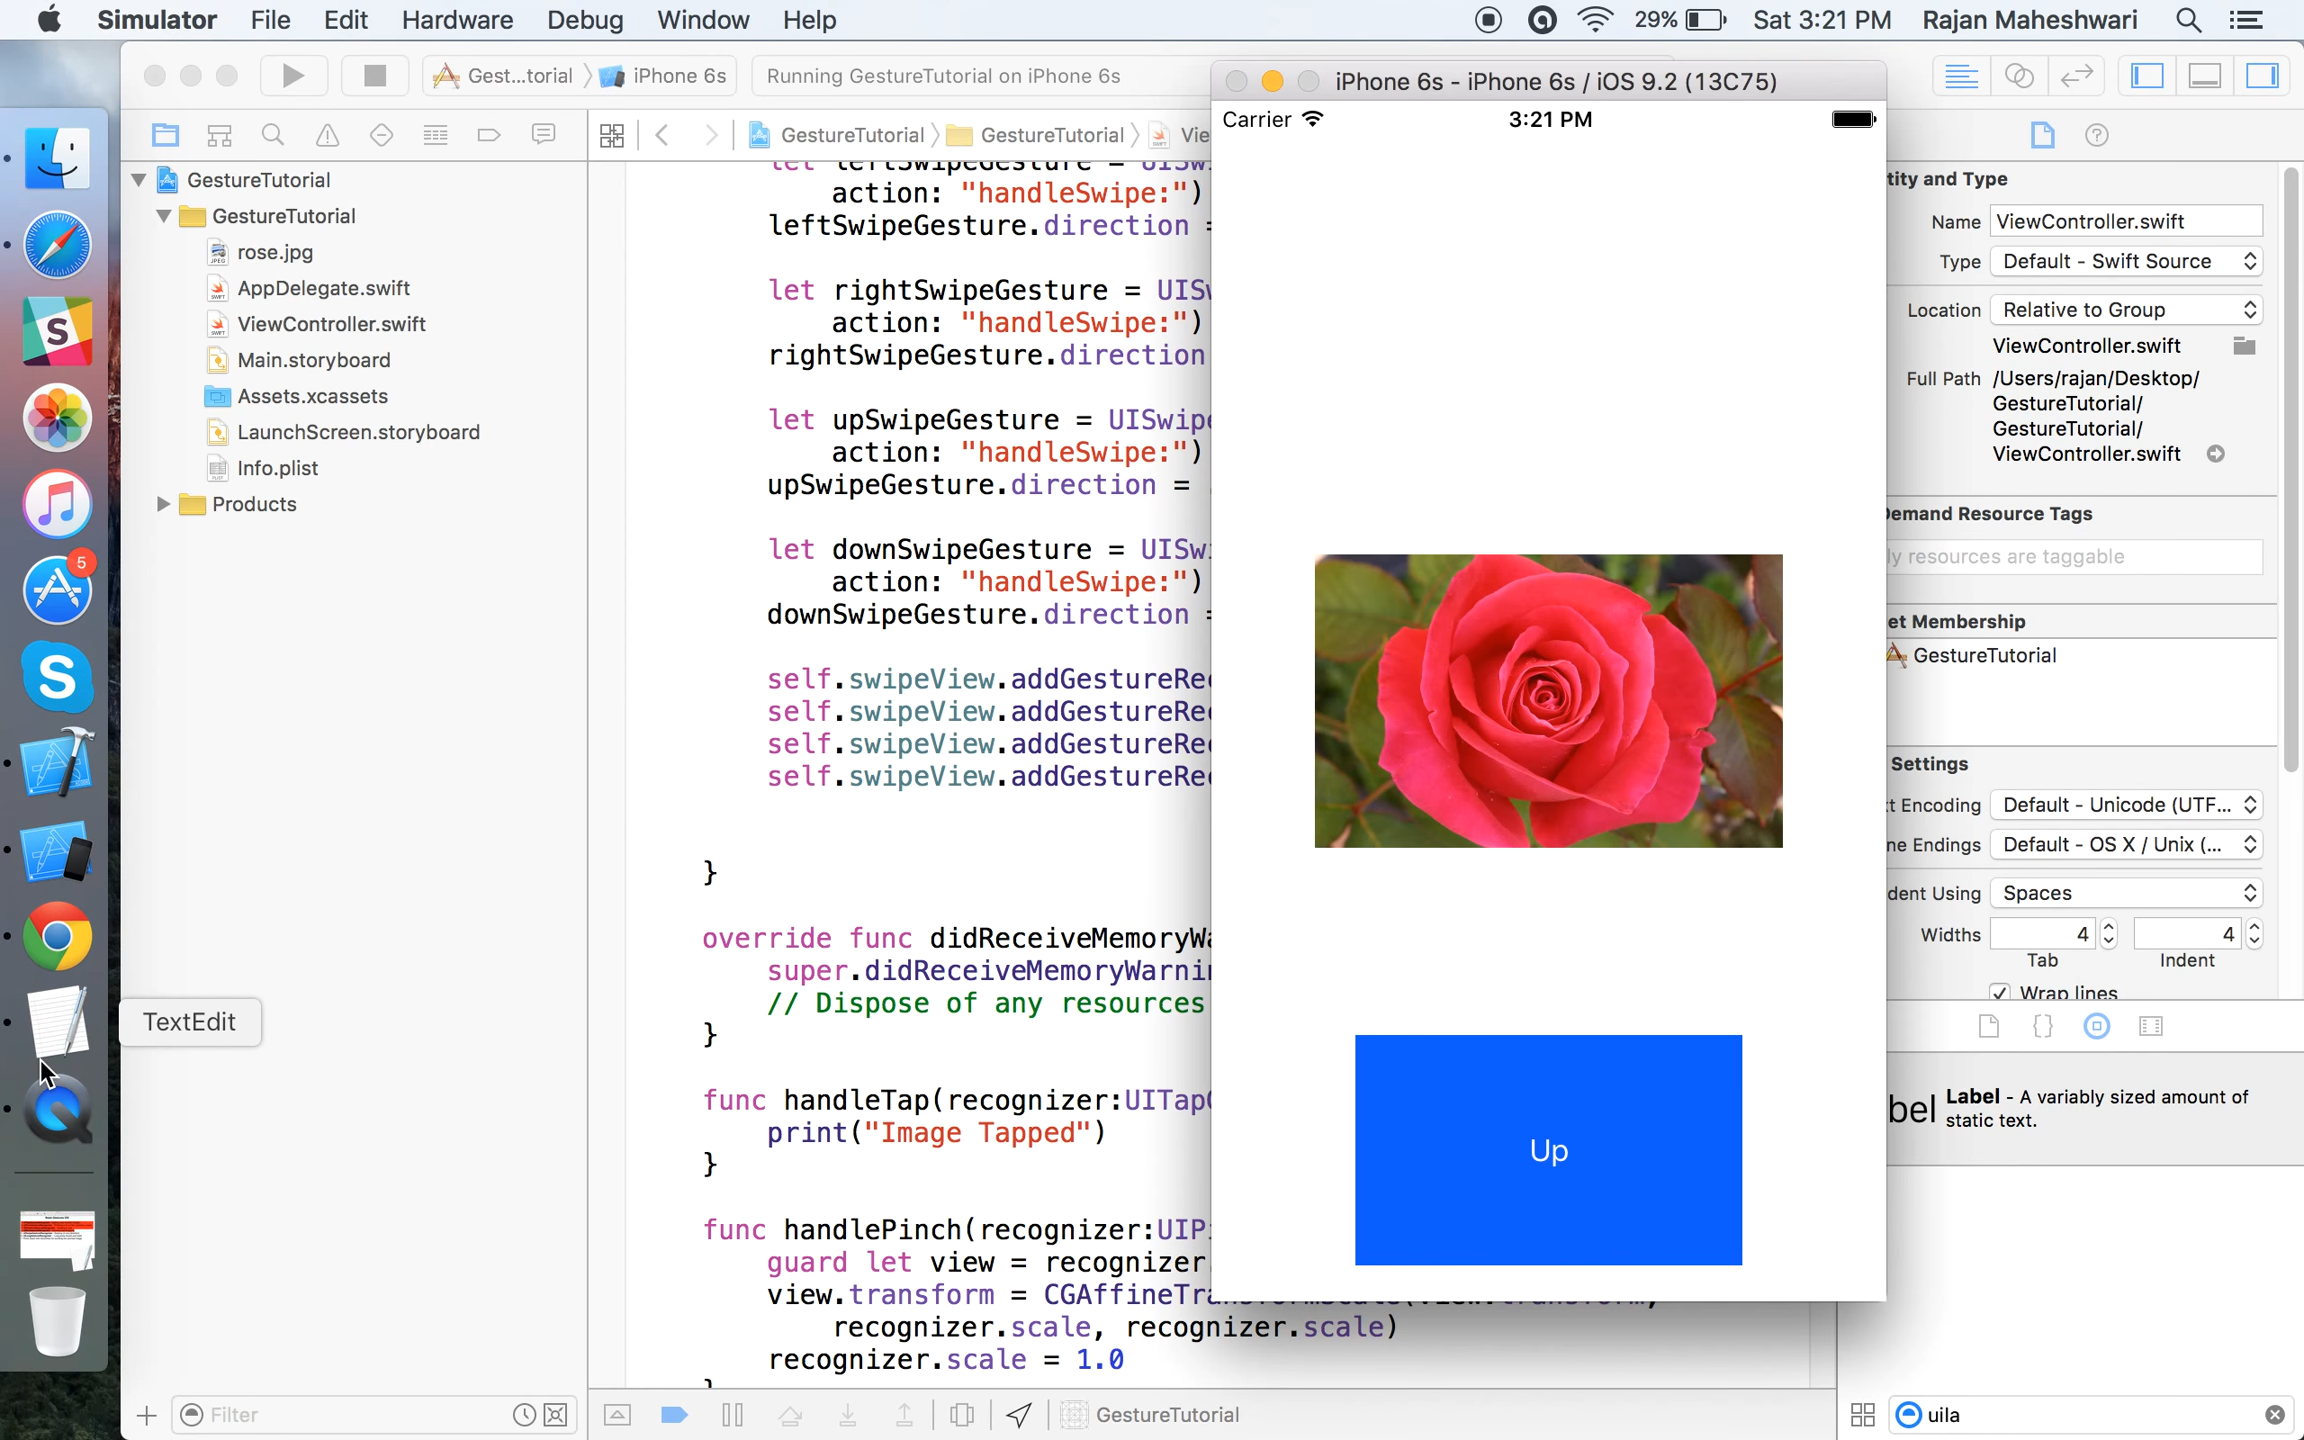 Simulator File Edit Hardware Debug Window Help 29% Sat 3:21 PM Rajan Maheshwari
Gest...torial iPhone 6s Running GestureTutorial on iPhone 6s
iPhone 6s - iPhone 6s / iOS 9.2 (13C75)
GestureTutorial GestureTutorial Vie
Carrier 3:21 PM
GestureTutorial
GestureTutorial
rose.jpg
AppDelegate.swift
ViewController.swift
Main.storyboard
Assets.xcassets
LaunchScreen.storyboard
Info.plist
Products
5
TextEdit
Filter
let leftSwipeGesture = UISw
action: "handleSwipe:")
leftSwipeGesture.direction =
let rightSwipeGesture = UISw
action: "handleSwipe:")
rightSwipeGesture.direction
let upSwipeGesture = UISwipe
action: "handleSwipe:")
upSwipeGesture.direction =
let downSwipeGesture = UISw
action: "handleSwipe:")
downSwipeGesture.direction =
self.swipeView.addGestureRe
self.swipeView.addGestureRe
self.swipeView.addGestureRe
self.swipeView.addGestureRe
}
override func didReceiveMemoryWa
super.didReceiveMemoryWarni
// Dispose of any resources
}
func handleTap(recognizer:UITap
print("Image Tapped")
}
func handlePinch(recognizer:UIPi
guard let view = recognizer.
view.transform = CGAffineTra
recognizer.scale, recognizer.scale)
recognizer.scale = 1.0
}
GestureTutorial
Up
tity and Type
Name ViewController.swift
Type Default - Swift Source
Location Relative to Group
ViewController.swift
Full Path /Users/rajan/Desktop/
GestureTutorial/
GestureTutorial/
ViewController.swift
Demand Resource Tags
ly resources are taggable
et Membership
GestureTutorial
Settings
t Encoding Default - Unicode (UTF...
ne Endings Default - OS X / Unix (...
dent Using Spaces
Widths 4 4
Tab Indent
Wrap lines
bel Label - A variably sized amount of
static text.
uila